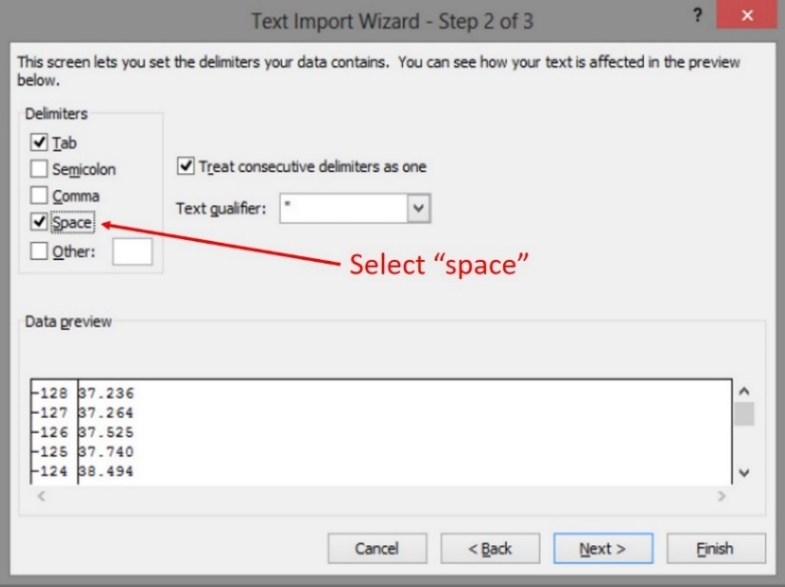 Text Import Wizard - Step 2 of 3
?
×
This screen lets you set the delimiters your data contains.  You can see how your text is affected in the preview
below.
Delimiters
Tab
Semicolon
Comma
Space
Other:
Treat consecutive delimiters as one
Text qualifier: "
Select “space”
Data preview
-128 37.236
-127 37.264
-126 37.525
-125 37.740
-124 38.494
Cancel
< Back
Next >
Finish